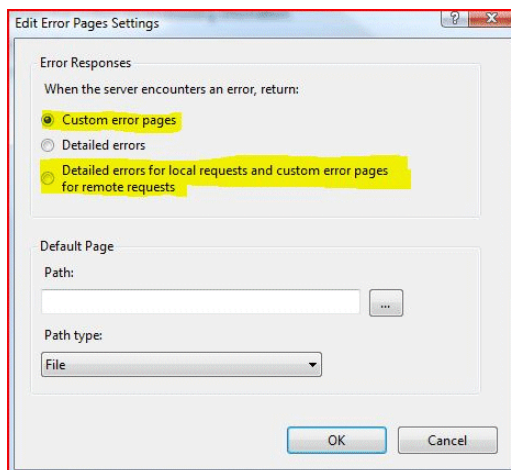 Edit Error Pages Settings
?
Error Responses
When the server encounters an error, return:
Custom error pages
Detailed errors
Detailed errors for local requests and custom error pages
for remote requests
Default Page
Path:
...
Path type:
File
OK
Cancel